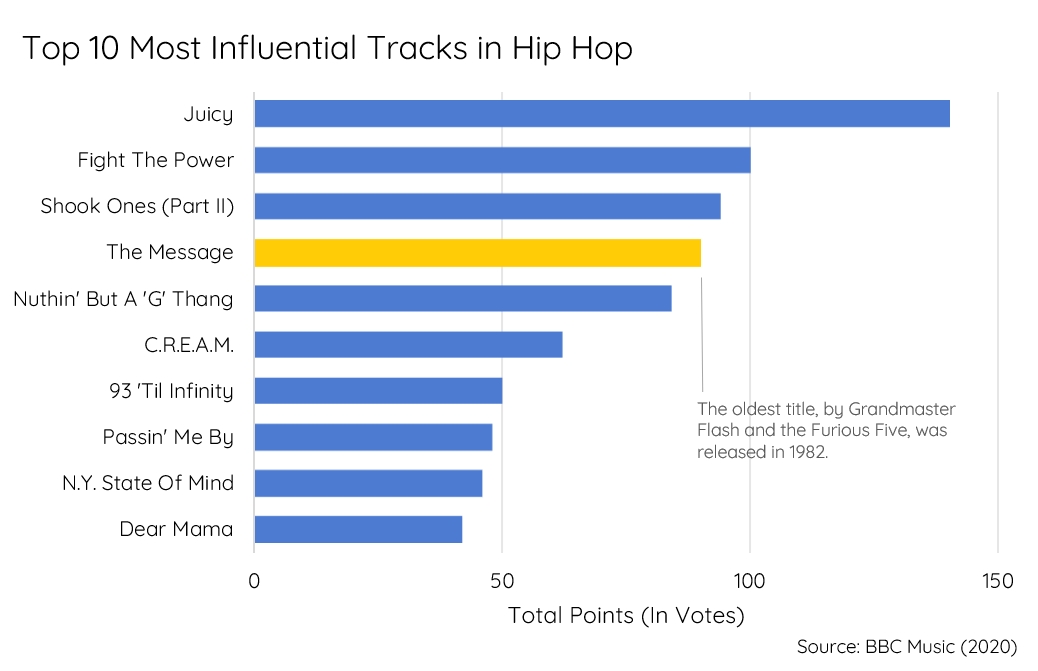 Top 10 Most Influential Tracks in Hip Hop
Juicy
Fight The Power
Shook Ones (Part II)
The Message
Nuthin' But A 'G' Thang
C.R.E.A.M.
93 'Til Infinity
Passin' Me By
N.Y. State Of Mind
Dear Mama
The oldest title, by Grandmaster
Flash and the Furious Five, was
released in 1982.
0 50 100 150
Total Points (In Votes)
Source: BBC Music (2020)